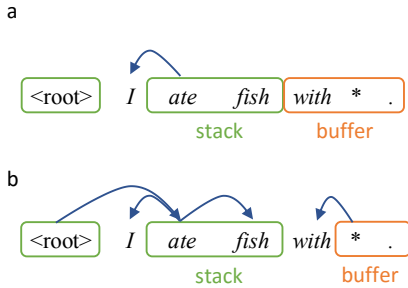 a
<root> I ate fish with * .
stack buffer
b
<root> I ate fish with * .
stack buffer